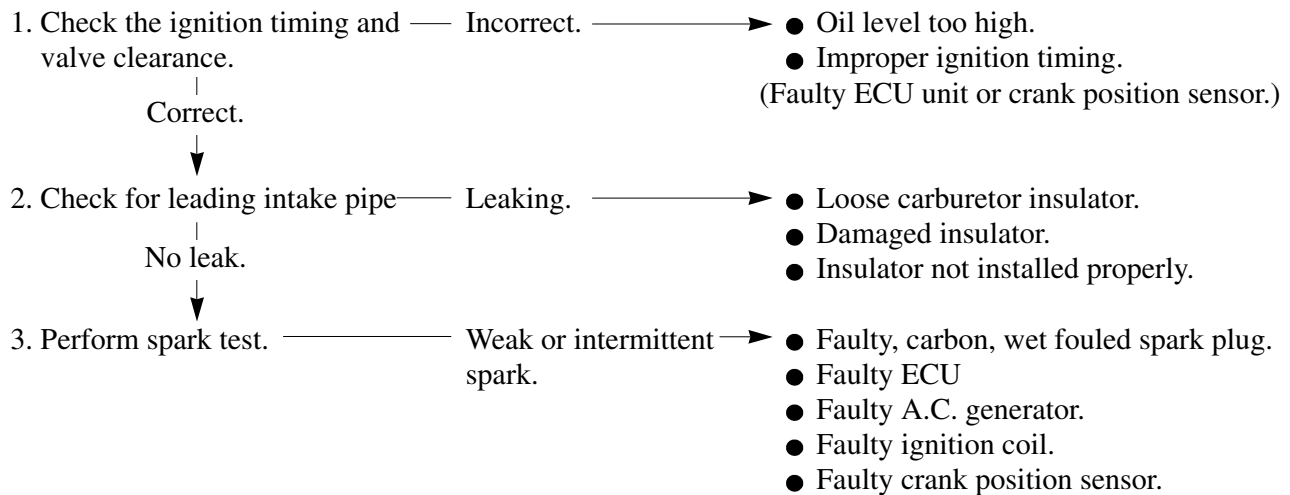 1. Check the ignition timing and valve clearance.
Incorrect.
● Oil level too high.
● Improper ignition timing.
(Faulty ECU unit or crank position sensor.)
Correct.
2. Check for leading intake pipe
Leaking.
● Loose carburetor insulator.
● Damaged insulator.
● Insulator not installed properly.
No leak.
3. Perform spark test.
Weak or intermittent
spark.
● Faulty, carbon, wet fouled spark plug.
● Faulty ECU
● Faulty A.C. generator.
● Faulty ignition coil.
● Faulty crank position sensor.